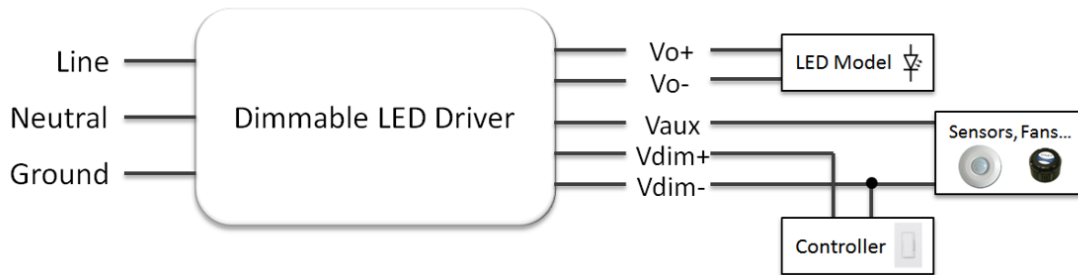 Line
Neutral
Ground
Dimmable LED Driver
Vo+
Vo-
Vaux
Vdim+
Vdim-
LED Model
Sensors, Fans...
Controller